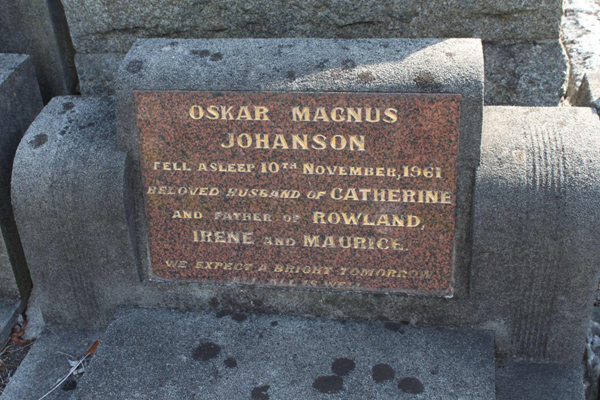 OSKAR MAGNUS
JOHANSON
FELL ASLEEP 10TH NOVEMBER, 1961
BELOVED HUSBAND OF CATHERINE
AND FATHER OF ROWLAND,
IRENE AND MAURICE.
WE EXPECT A BRIGHT TOMORROW
ALL IS WELL